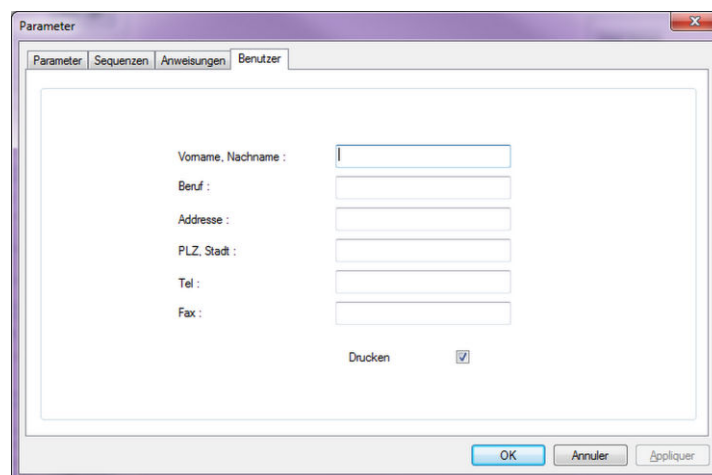 Parameter
Parameter Sequenzen Anweisungen Benutzer
Vorname, Nachname :
Beruf :
Addresse :
PLZ, Stadt :
Tel :
Fax :
Drucken
OK Annuler Appliquer